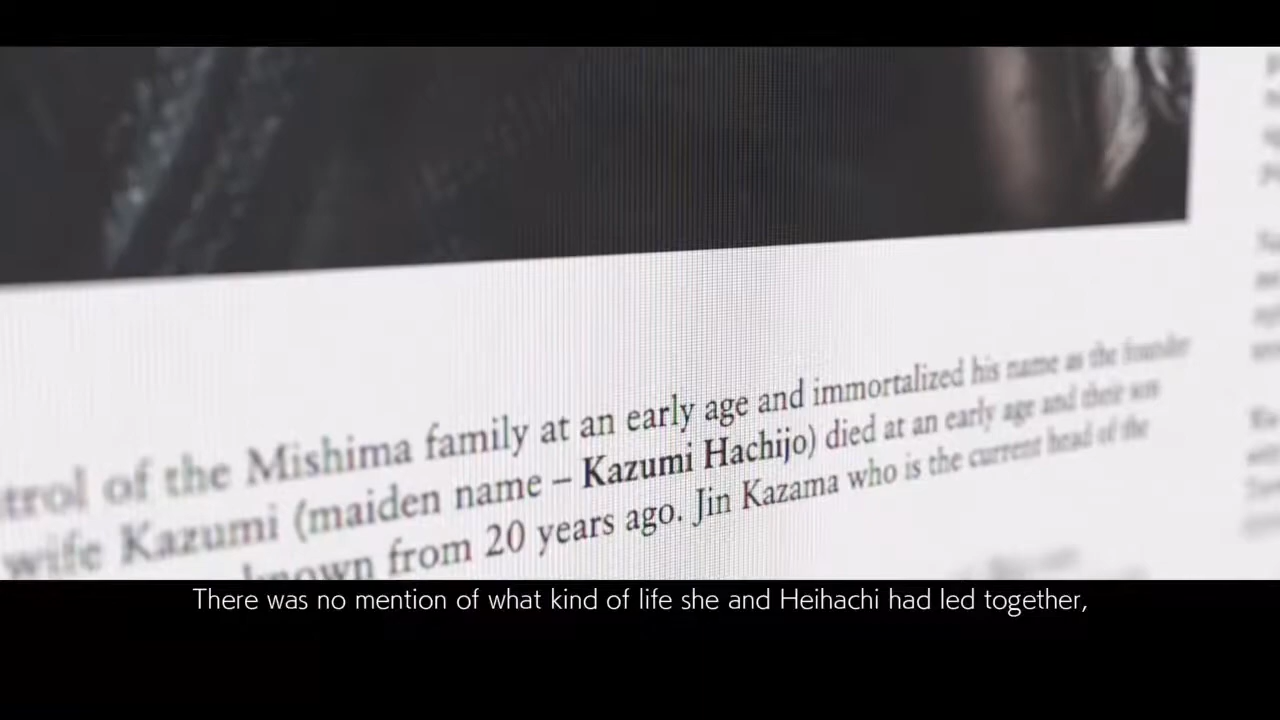 trol of the Mishima family at an early age and immortalized his name as the founder
wife Kazumi (maiden name – Kazumi Hachijo) died at an early age and their son
known from 20 years ago. Jin Kazama who is the current head of the
There was no mention of what kind of life she and Heihachi had led together,